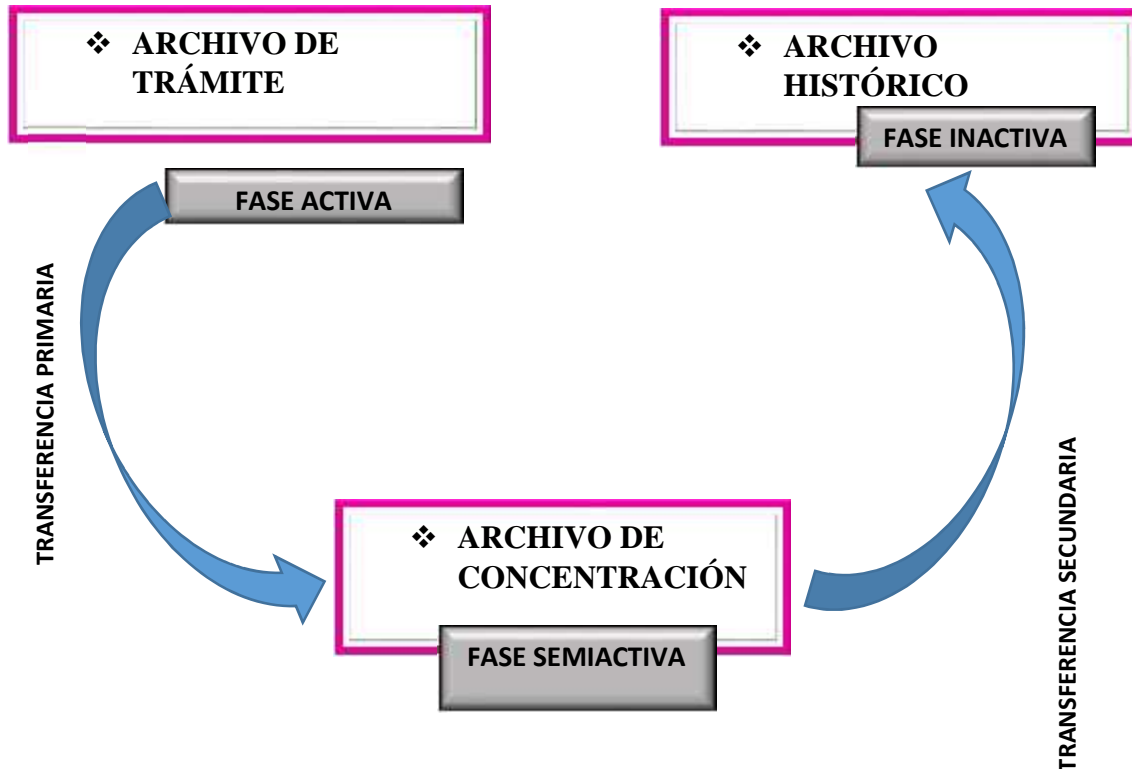 ❖ ARCHIVO DE
TRÁMITE
FASE ACTIVA
TRANSFERENCIA PRIMARIA
❖ ARCHIVO DE
CONCENTRACIÓN
FASE SEMIACTIVA
TRANSFERENCIA SECUNDARIA
❖ ARCHIVO
HISTÓRICO
FASE INACTIVA